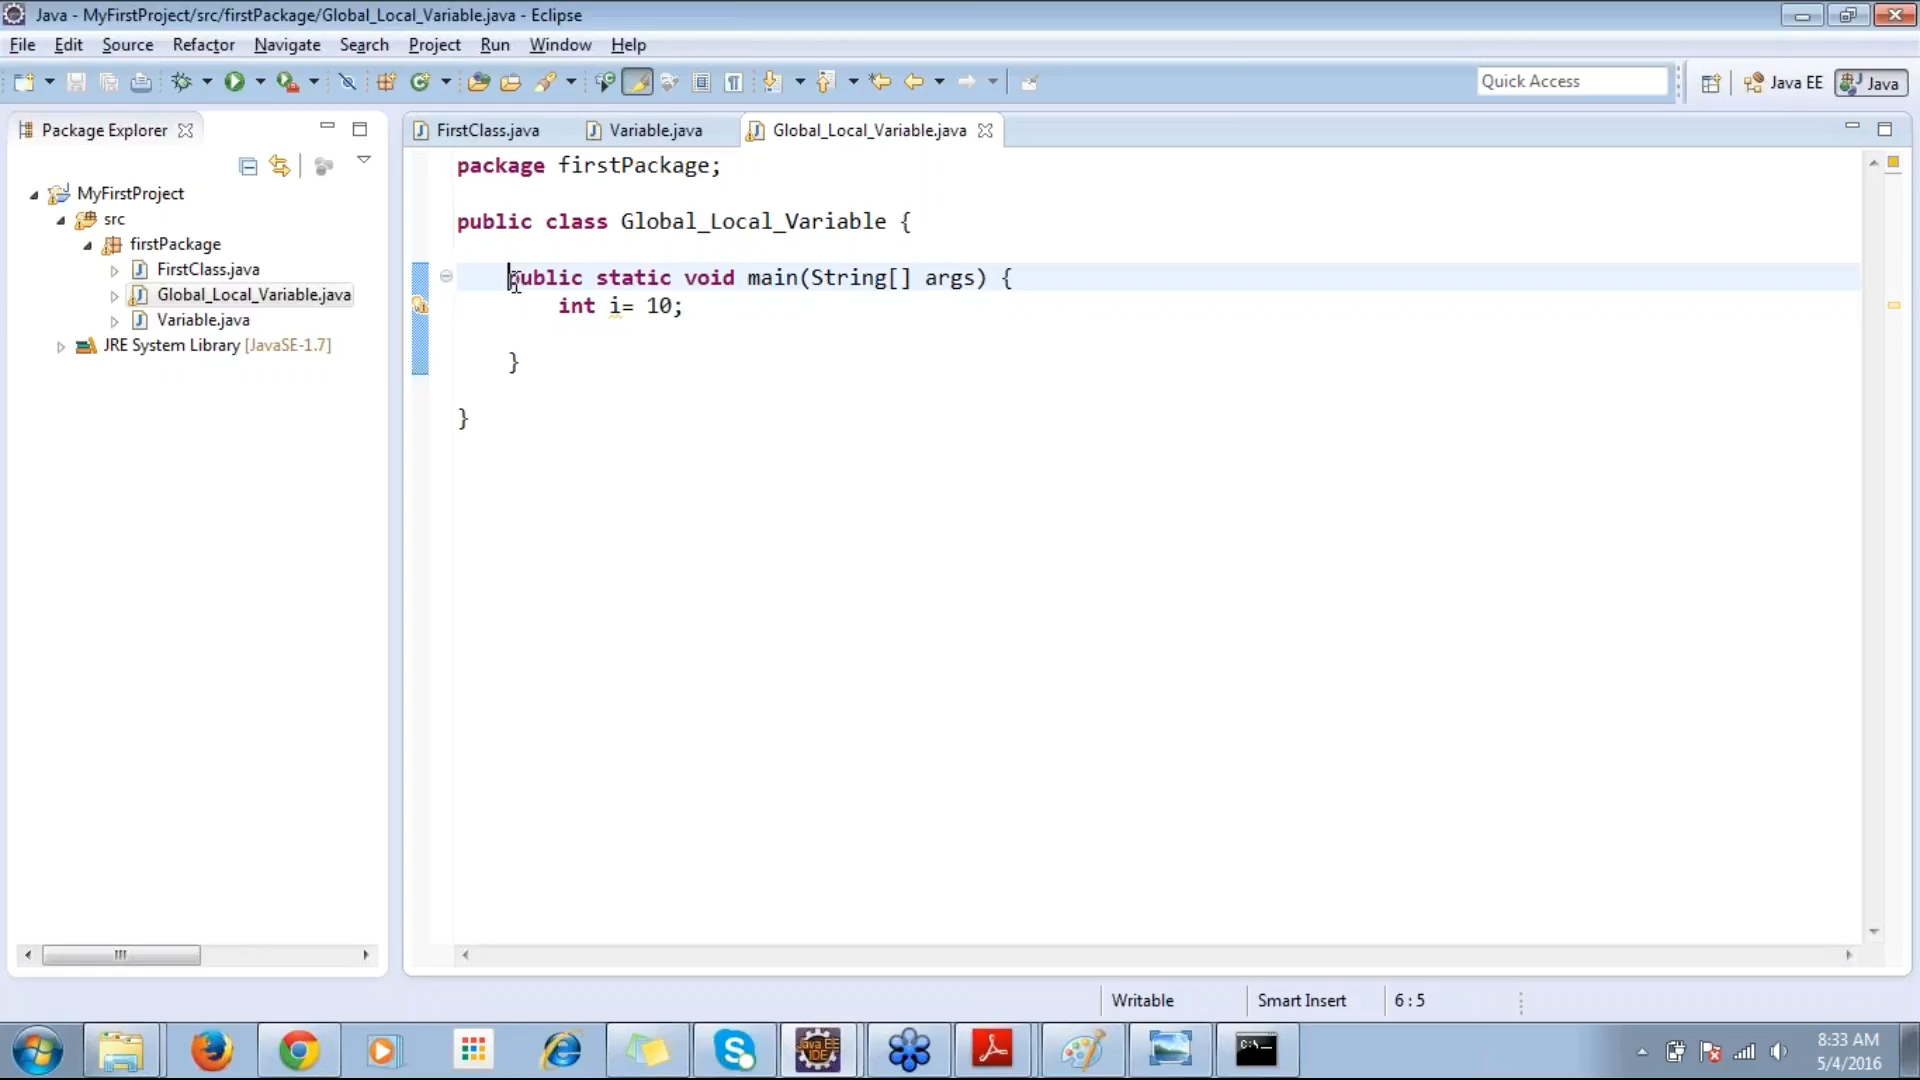 Java - MyFirstProject/src/firstPackage/Global_Local_Variable.java - Eclipse
File Edit Source Refactor Navigate Search Project Run Window Help
Quick Access
Java EE
Java
Package Explorer
FirstClass.java
Variable.java
Global_Local_Variable.java
MyFirstProject
src
firstPackage
FirstClass.java
Global_Local_Variable.java
Variable.java
JRE System Library [JavaSE-1.7]
package firstPackage;
public class Global_Local_Variable {
public static void main(String[] args) {
int i= 10;
}
}
Writable
Smart Insert
6 : 5
Java EE
IDE
C:\._
8:33 AM
5/4/2016